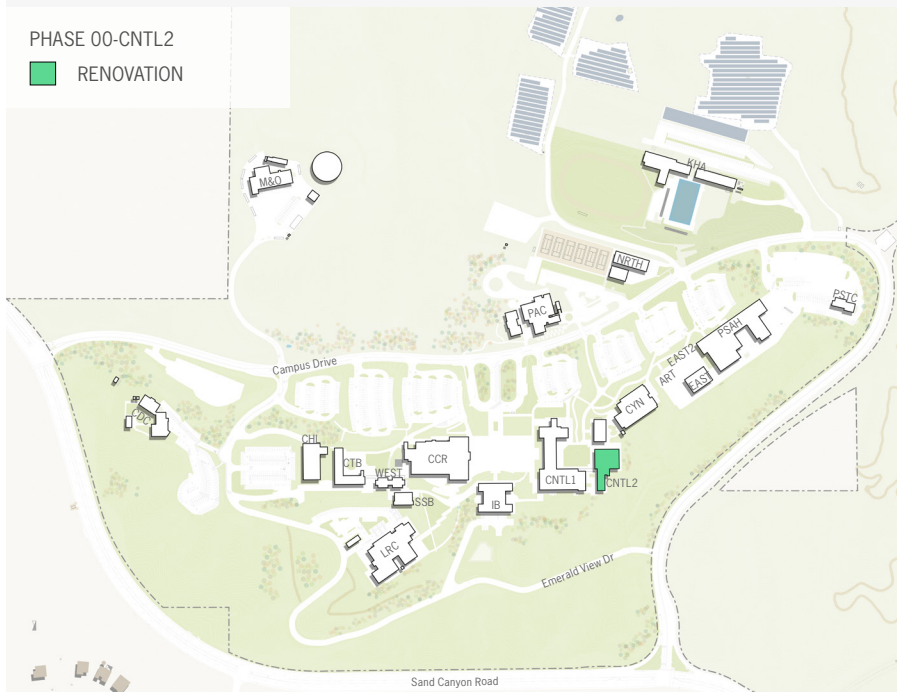 PHASE 00-CNTL2
RENOVATION
KHA
M&O
NRTH
PSTC
PAC
PSAH
EAST2
Campus Drive
ART
EAST
CYN
CDC
CHL
CTB
CCR
WEST
CNTL1
CNTL2
SSB
IB
LRC
Emerald View Dr
Sand Canyon Road